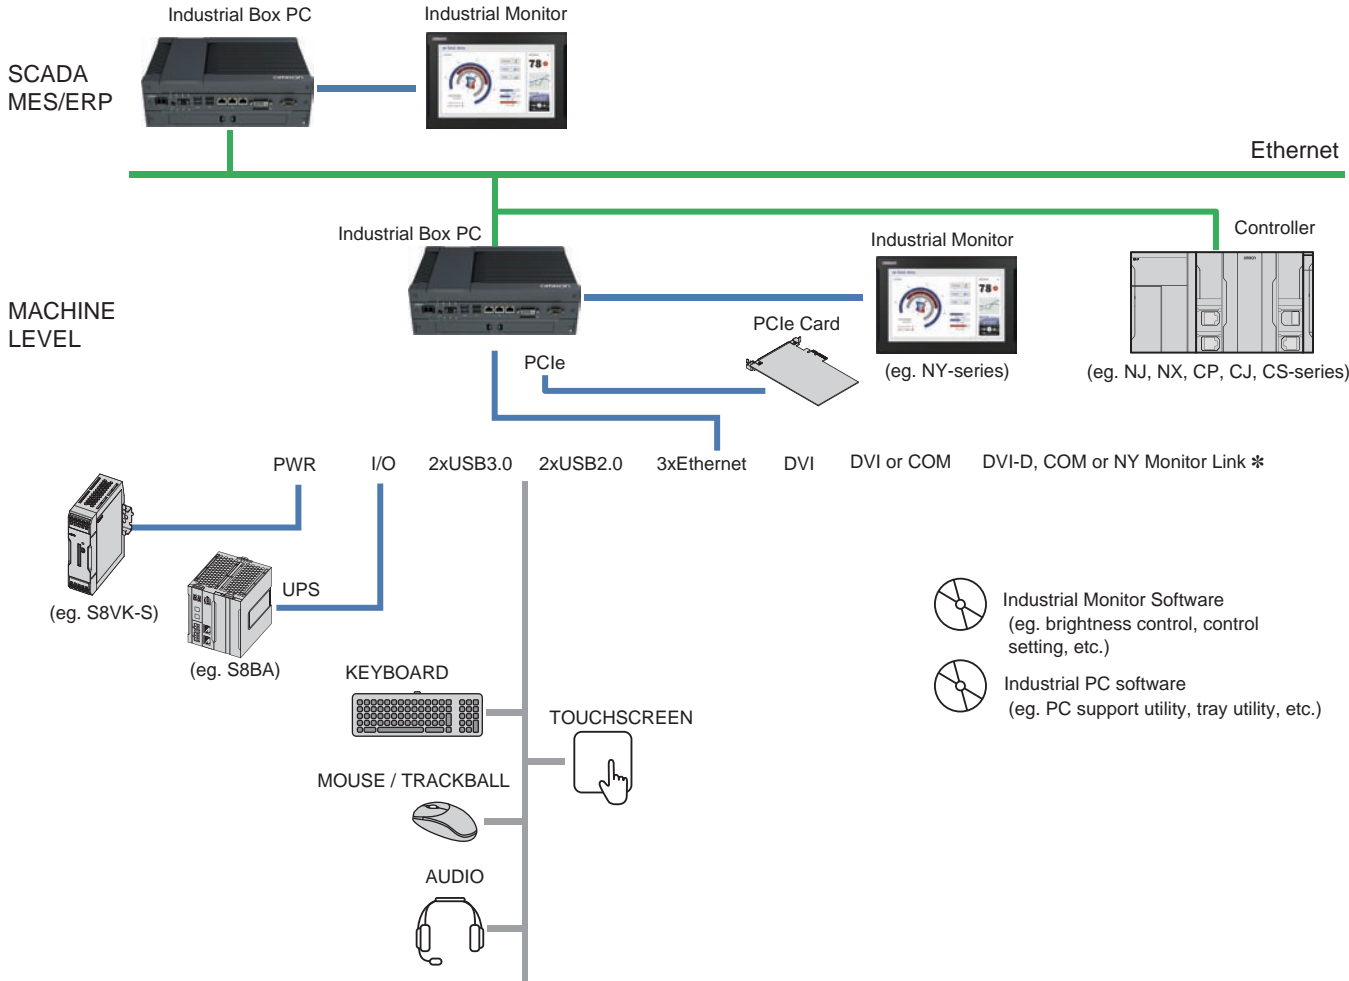 Industrial Box PC
Industrial Monitor
SCADA
MES/ERP
Ethernet
Industrial Box PC
Industrial Monitor
Controller
MACHINE
LEVEL
PCIe Card
PCIe
(eg. NY-series)
(eg. NJ, NX, CP, CJ, CS-series)
PWR
I/O
2xUSB3.0
2xUSB2.0
3xEthernet
DVI
DVI or COM
DVI-D, COM or NY Monitor Link ✻
UPS
(eg. S8VK-S)
(eg. S8BA)
Industrial Monitor Software
(eg. brightness control, control
setting, etc.)
Industrial PC software
(eg. PC support utility, tray utility, etc.)
KEYBOARD
TOUCHSCREEN
MOUSE / TRACKBALL
AUDIO